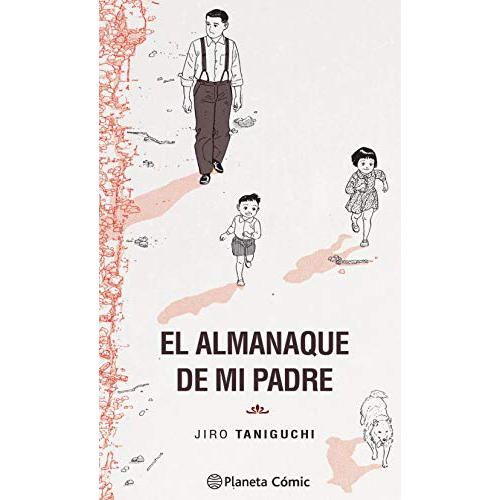 EL ALMANAQUE
DE MI PADRE
JIRO TANIGUCHI
Planeta Cómic